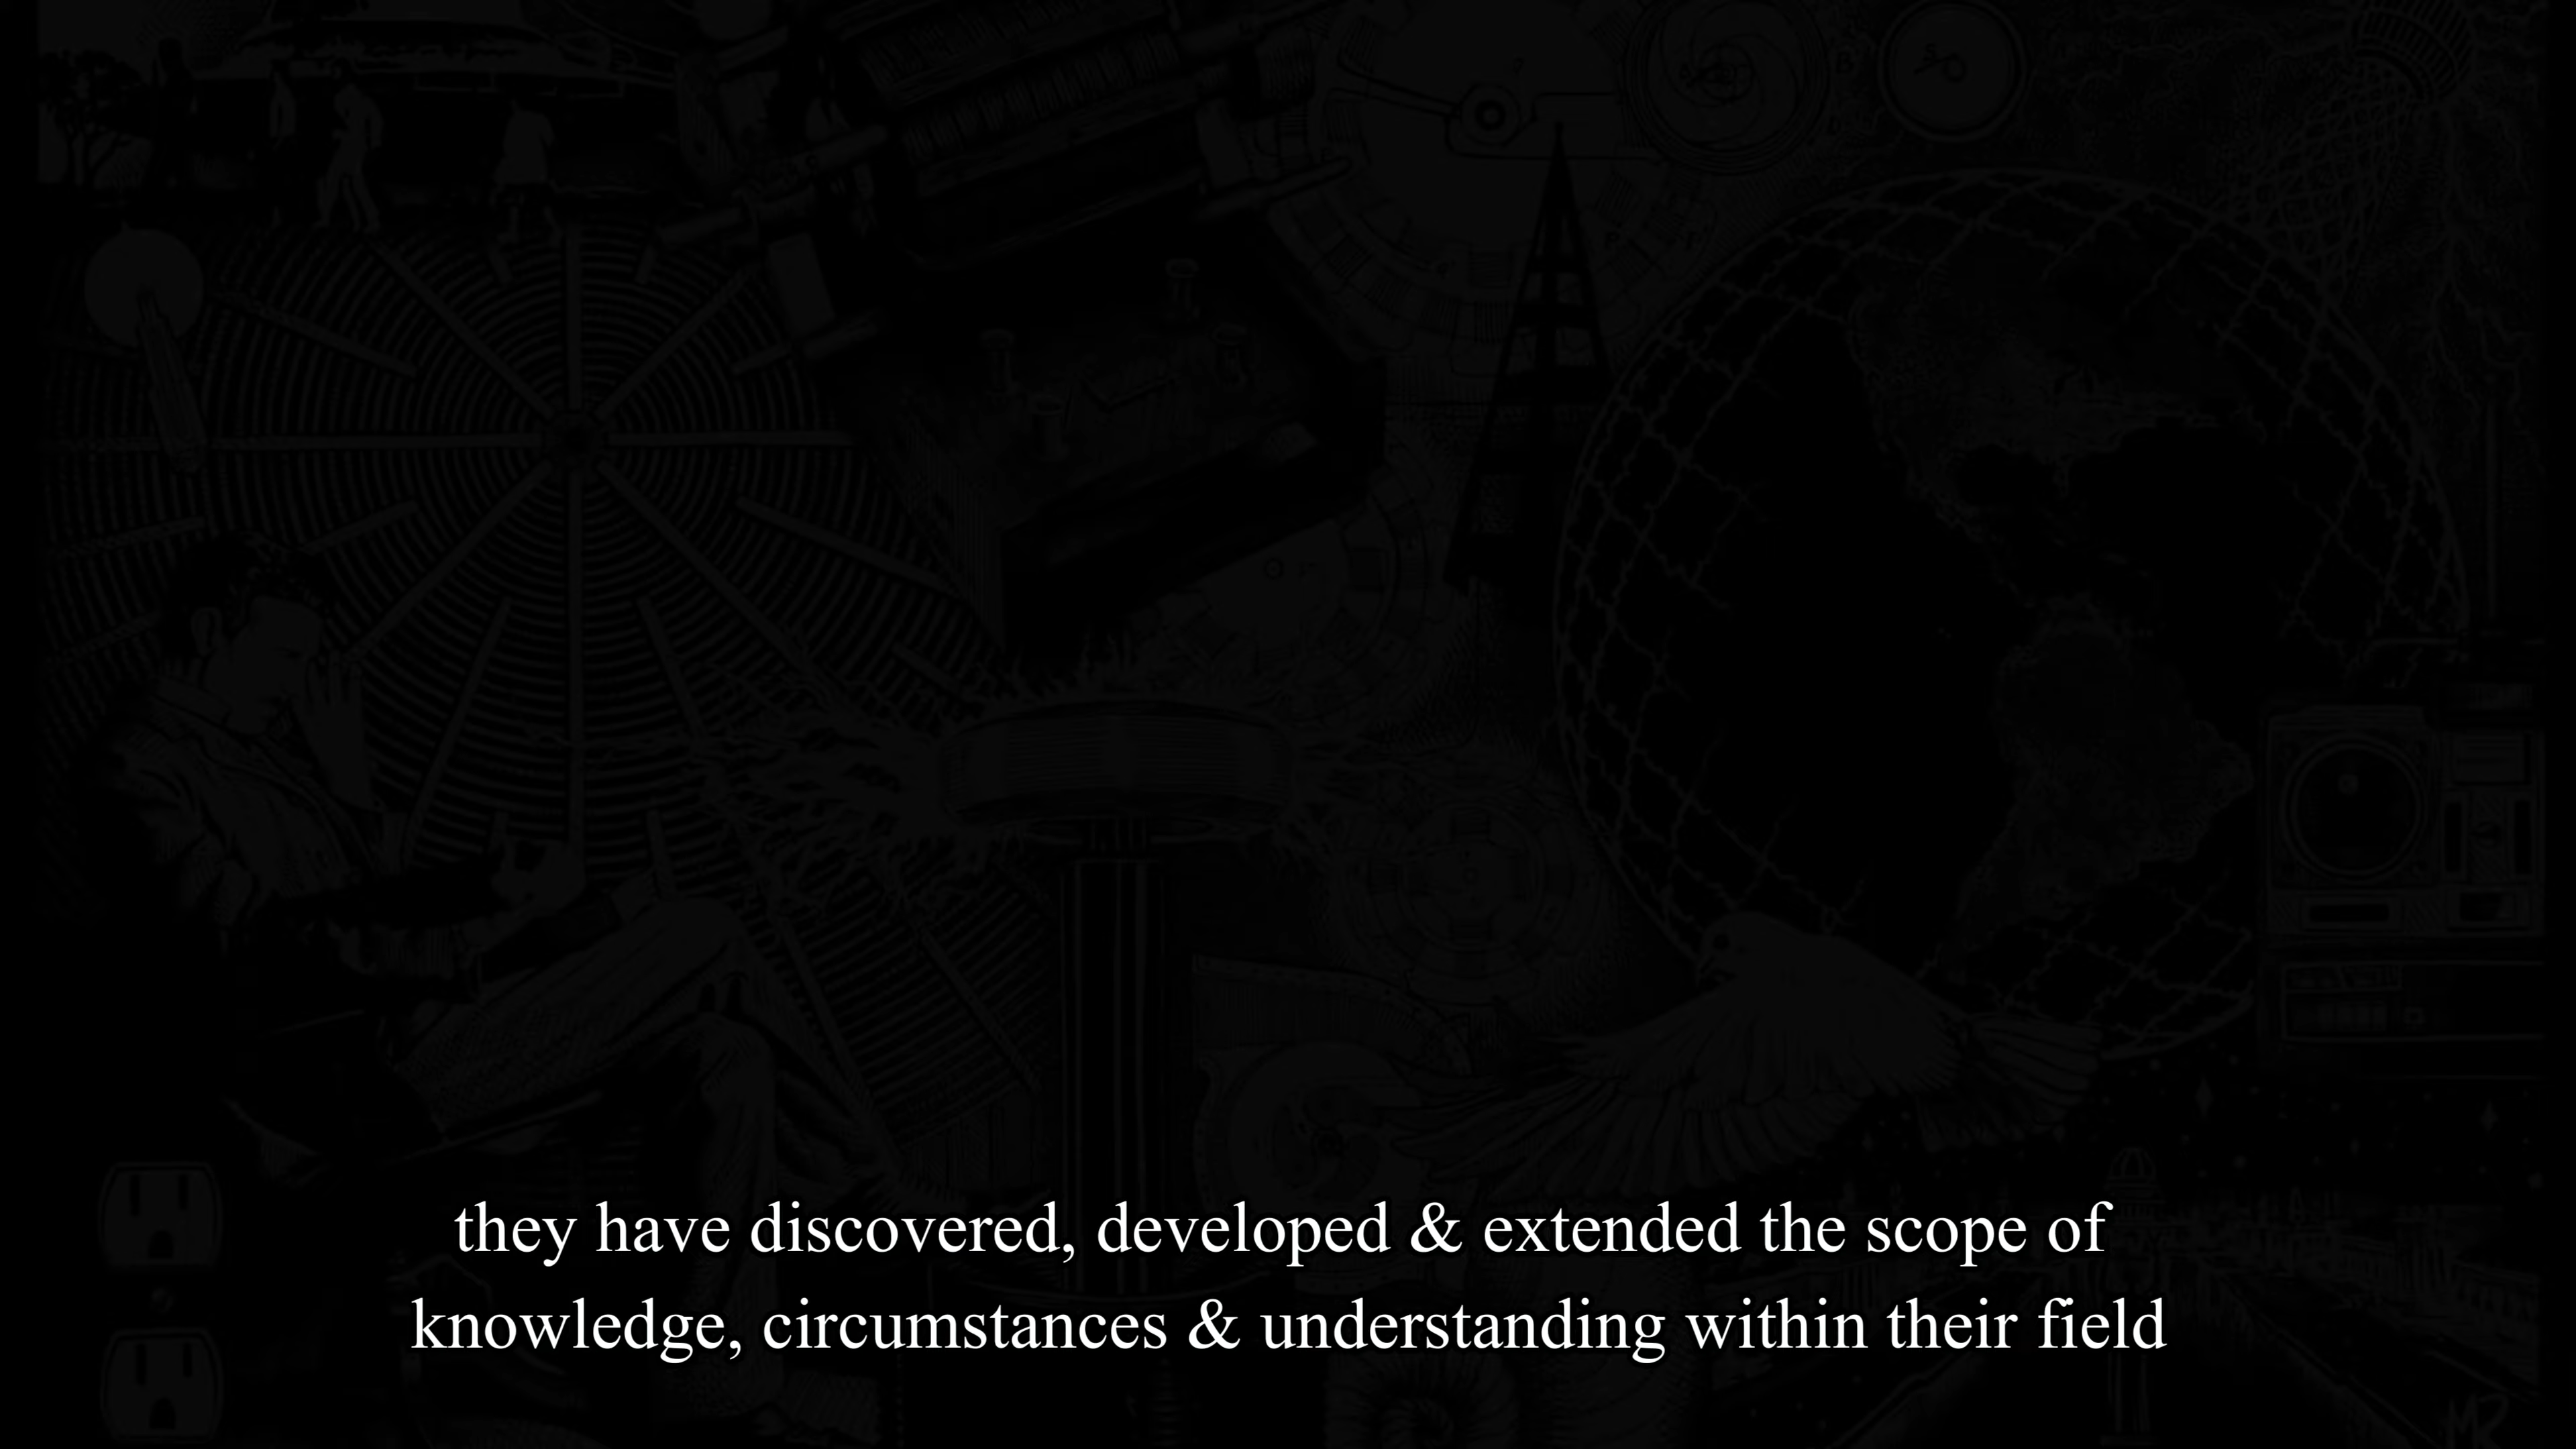 they have discovered, developed & extended the scope of
knowledge, circumstances & understanding within their field